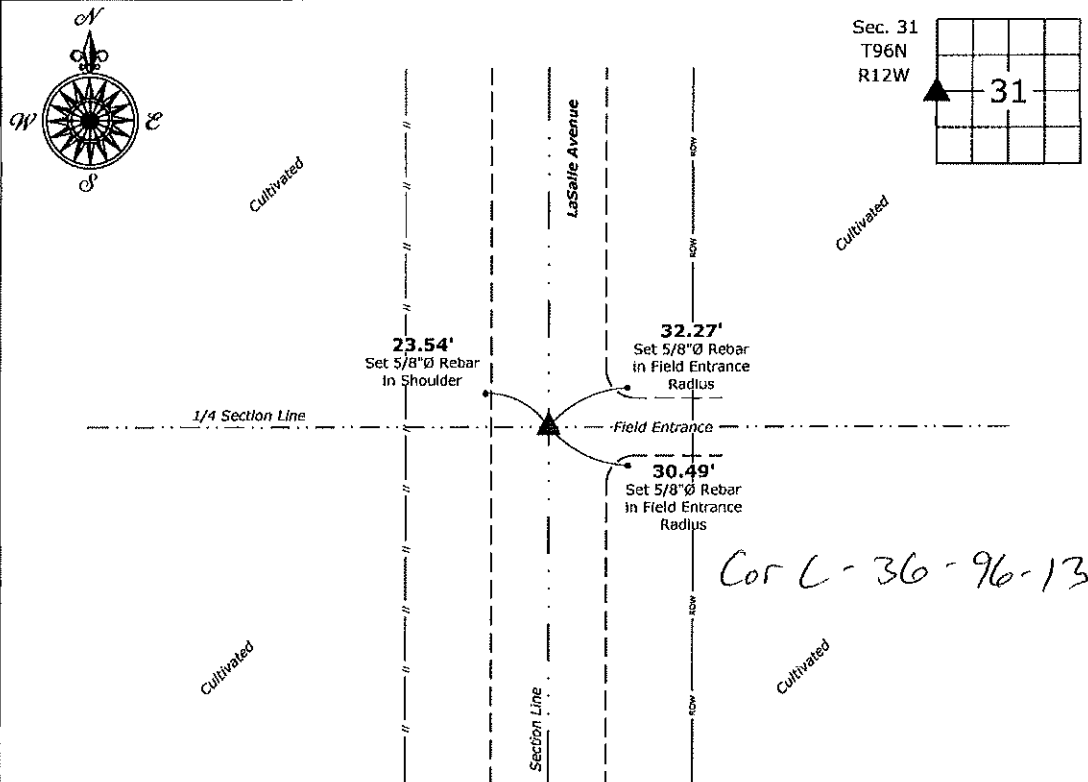 N
W
E
S
Sec. 31
T96N
R12W
31
Cultivated
LaSalle Avenue
ROW
Cultivated
ROW
23.54'
Set 5/8"Ø Rebar
in Shoulder
32.27'
Set 5/8"Ø Rebar
in Field Entrance
Radius
1/4 Section Line
Field Entrance
30.49'
Set 5/8"Ø Rebar
in Field Entrance
Radius
Cor C - 36 - 96 - 13
ROW
Cultivated
Cultivated
Section Line
ROW